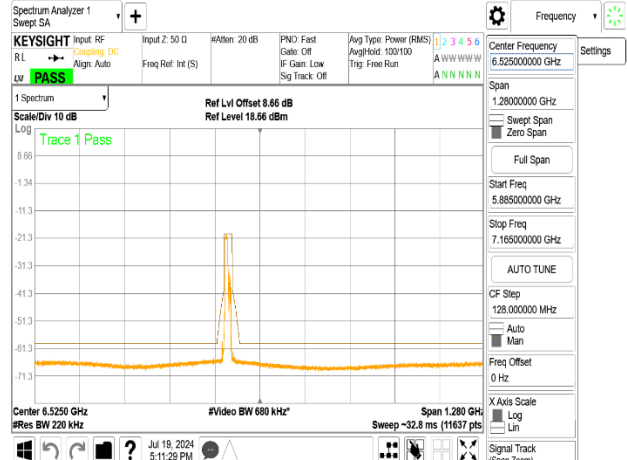 Spectrum Analyzer 1
Swept SA
Frequency
KEYSIGHT
RL
LXI
PASS
Input: RF
Coupling: DC
Align: Auto
Input Z: 50 Ω
Freq Ref: Int (S)
#Atten: 20 dB
PNO: Fast
Gate: Off
IF Gain: Low
Sig Track: Off
Avg Type: Power (RMS)
Avg|Hold: 100/100
Trig: Free Run
1 2 3 4 5 6
A W W W W W
A N N N N N
1 Spectrum
Scale/Div 10 dB
Ref Lvl Offset 8.66 dB
Ref Level 18.66 dBm
Log
Trace 1 Pass
8.66
-1.34
-11.3
-21.3
-31.3
-41.3
-51.3
-61.3
-71.3
Center 6.5250 GHz
#Res BW 220 kHz
#Video BW 680 kHz*
Span 1.280 GHz
Sweep ~32.8 ms (11637 pts
Jul 19, 2024
5:11:29 PM
Center Frequency
6.525000000 GHz
Settings
Span
1.28000000 GHz
Swept Span
Zero Span
Full Span
Start Freq
5.885000000 GHz
Stop Freq
7.165000000 GHz
AUTO TUNE
CF Step
128.000000 MHz
Auto
Man
Freq Offset
0 Hz
X Axis Scale
Log
Lin
Signal Track
(Span Zoom)